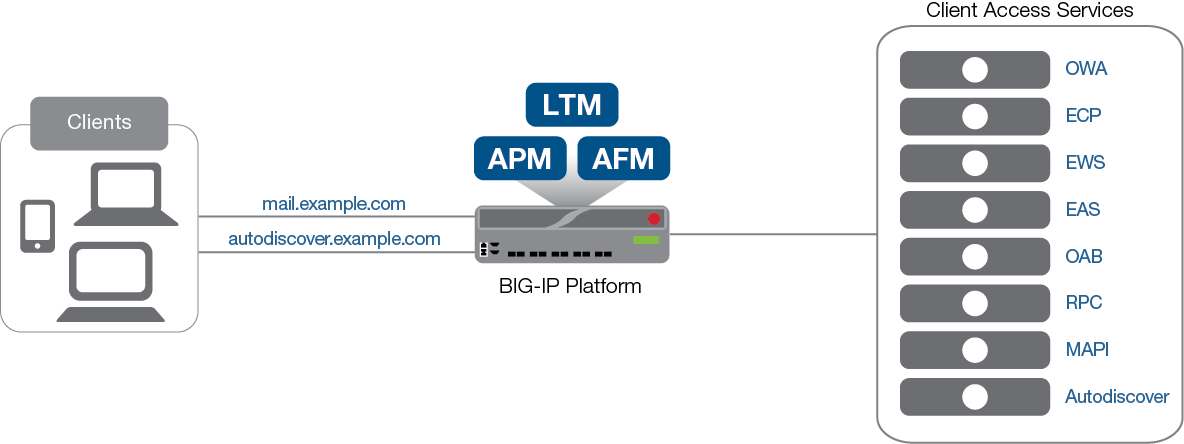 Client Access Services
Clients
mail.example.com
autodiscover.example.com
LTM
APM
AFM
BIG-IP Platform
OWA
ECP
EWS
EAS
OAB
RPC
MAPI
Autodiscover